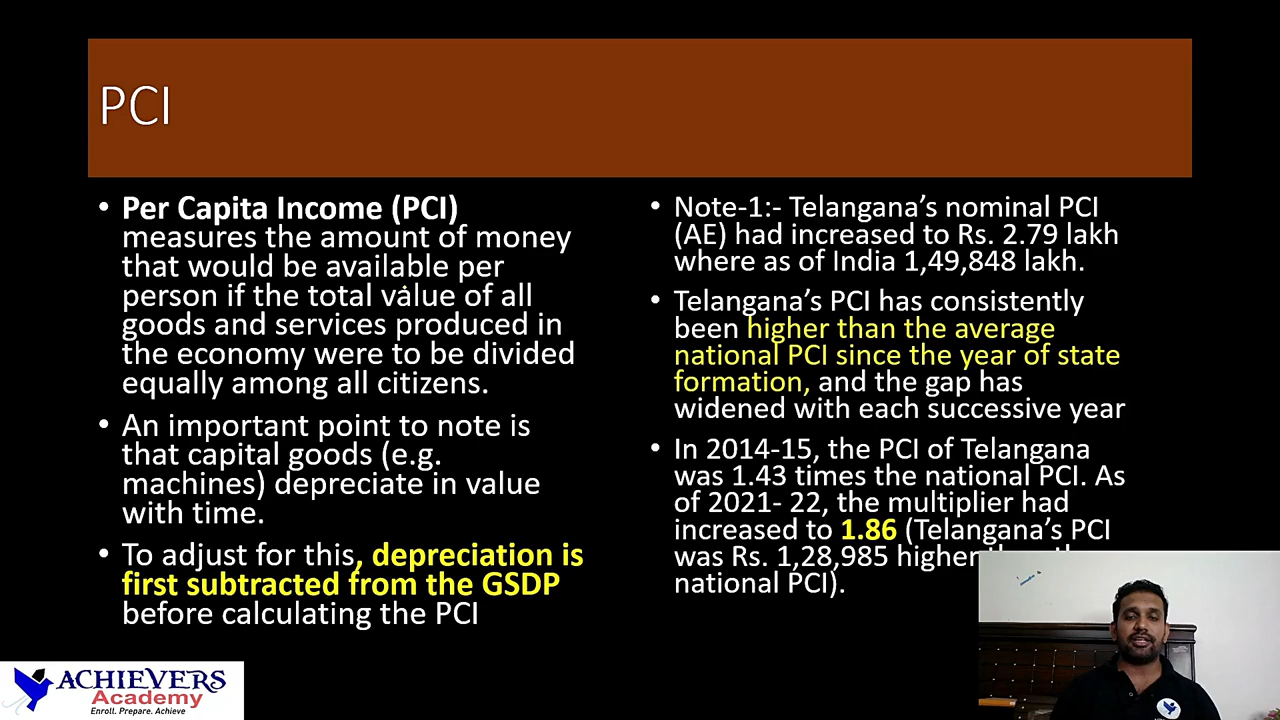 PCI
• Per Capita Income (PCI)
measures the amount of money
that would be available per
person if the total value of all
goods and services produced in
the economy were to be divided
equally among all citizens.
• An important point to note is
that capital goods (e.g.
machines) depreciate in value
with time.
• To adjust for this, depreciation is
first subtracted from the GSDP
before calculating the PCI
• Note-1:- Telangana’s nominal PCI
(AE) had increased to Rs. 2.79 lakh
where as of India 1,49,848 lakh.
• Telangana’s PCI has consistently
been higher than the average
national PCI since the year of state
formation, and the gap has
widened with each successive year
• In 2014-15, the PCI of Telangana
was 1.43 times the national PCI. As
of 2021- 22, the multiplier had
increased to 1.86 (Telangana’s PCI
was Rs. 1,28,985 higher
national PCI).
ACHIEVERS
Academy
Enroll. Prepare. Achieve